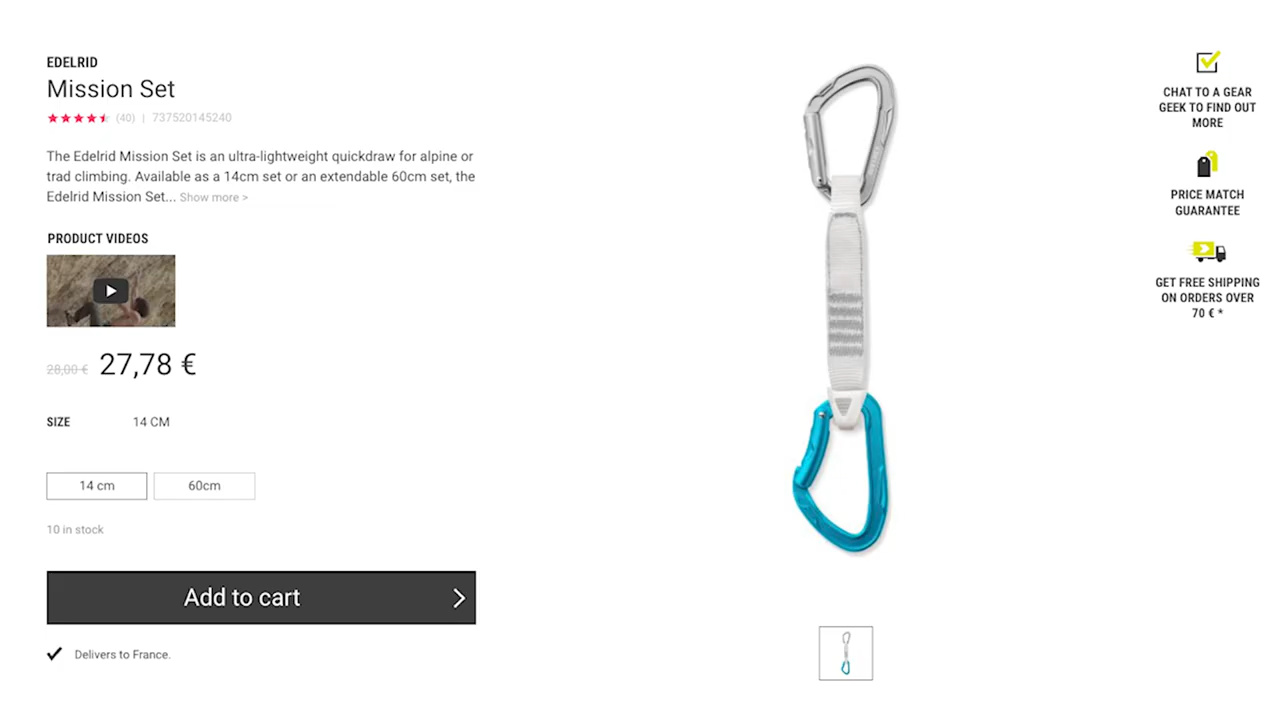 EDELRID
Mission Set
(40) | 737520145240
The Edelrid Mission Set is an ultra-lightweight quickdraw for alpine or
trad climbing. Available as a 14cm set or an extendable 60cm set, the
Edelrid Mission Set... Show more >
PRODUCT VIDEOS
28,00 € 27,78 €
SIZE 14 CM
14 cm 60cm
10 in stock
Add to cart
Delivers to France.
CHAT TO A GEAR
GEEK TO FIND OUT
MORE
PRICE MATCH
GUARANTEE
GET FREE SHIPPING
ON ORDERS OVER
70 € *